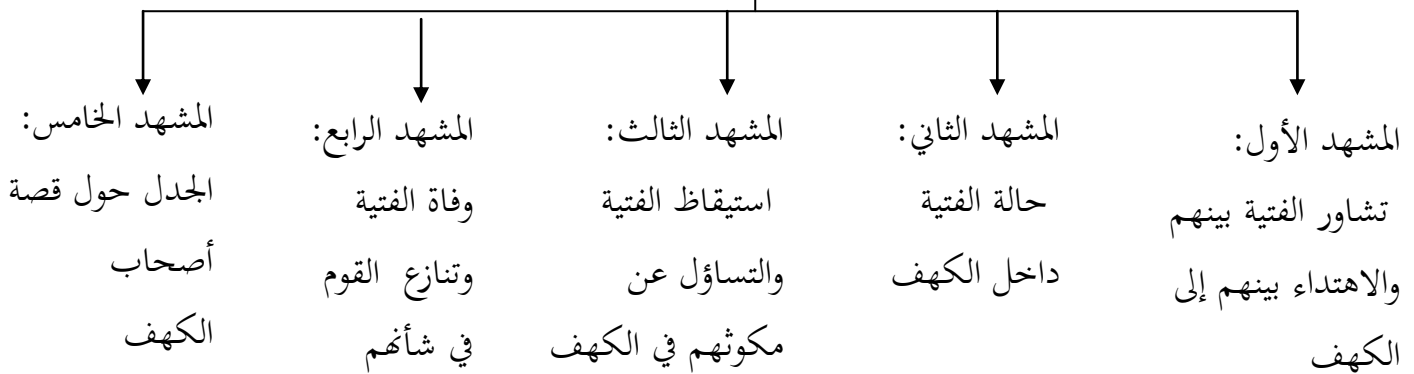 المشهد الأول:
تشاور الفتية بينهم
والاهتداء بينهم إلى
الكهف
المشهد الثاني:
حالة الفتية
داخل الكهف
المشهد الثالث:
استيقاظ الفتية
والتساؤل عن
مكوثهم في الكهف
المشهد الرابع:
وفاة الفتية
وتنازع القوم
في شأنهم
المشهد الخامس:
الجدل حول قصة
أصحاب
الكهف